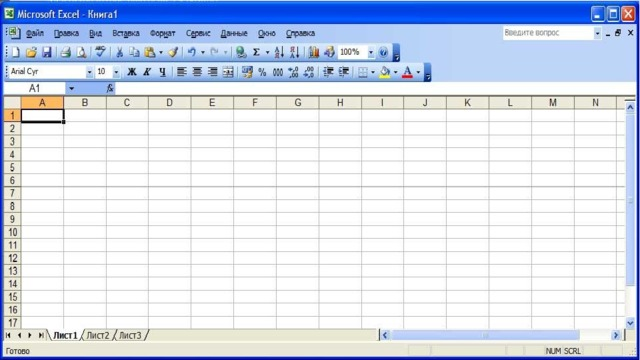 Microsoft Excel - Книга1
Файл Правка Вид Вставка Формат Сервис Данные Окно Справка Введите вопрос
Σ 100%
Arial Cyr 10 Ж К Ч % 000
A1 fx
A B C D E F G H I J K L M N
1
2
3
4
5
6
7
8
9
10
11
12
13
14
15
16
17
Лист1 Лист2 Лист3
Готово NUM SCRL